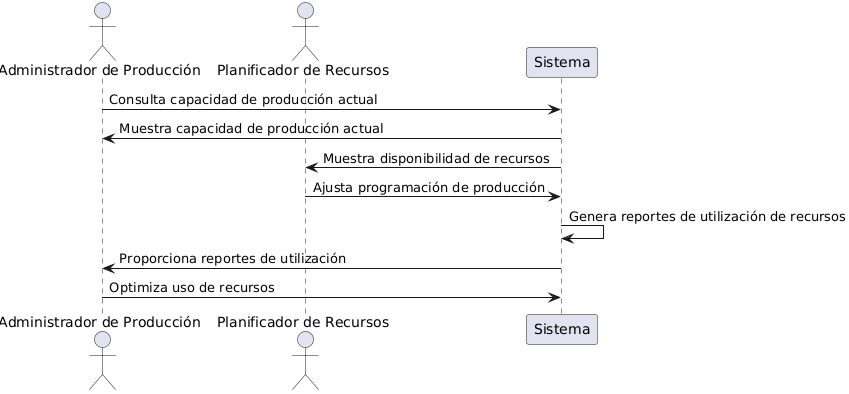 Administrador de Producción
Planificador de Recursos
Sistema
Consulta capacidad de producción actual
Muestra capacidad de producción actual
Muestra disponibilidad de recursos
Ajusta programación de producción
Genera reportes de utilización de recursos
Proporciona reportes de utilización
Optimiza uso de recursos
Administrador de Producción
Planificador de Recursos
Sistema